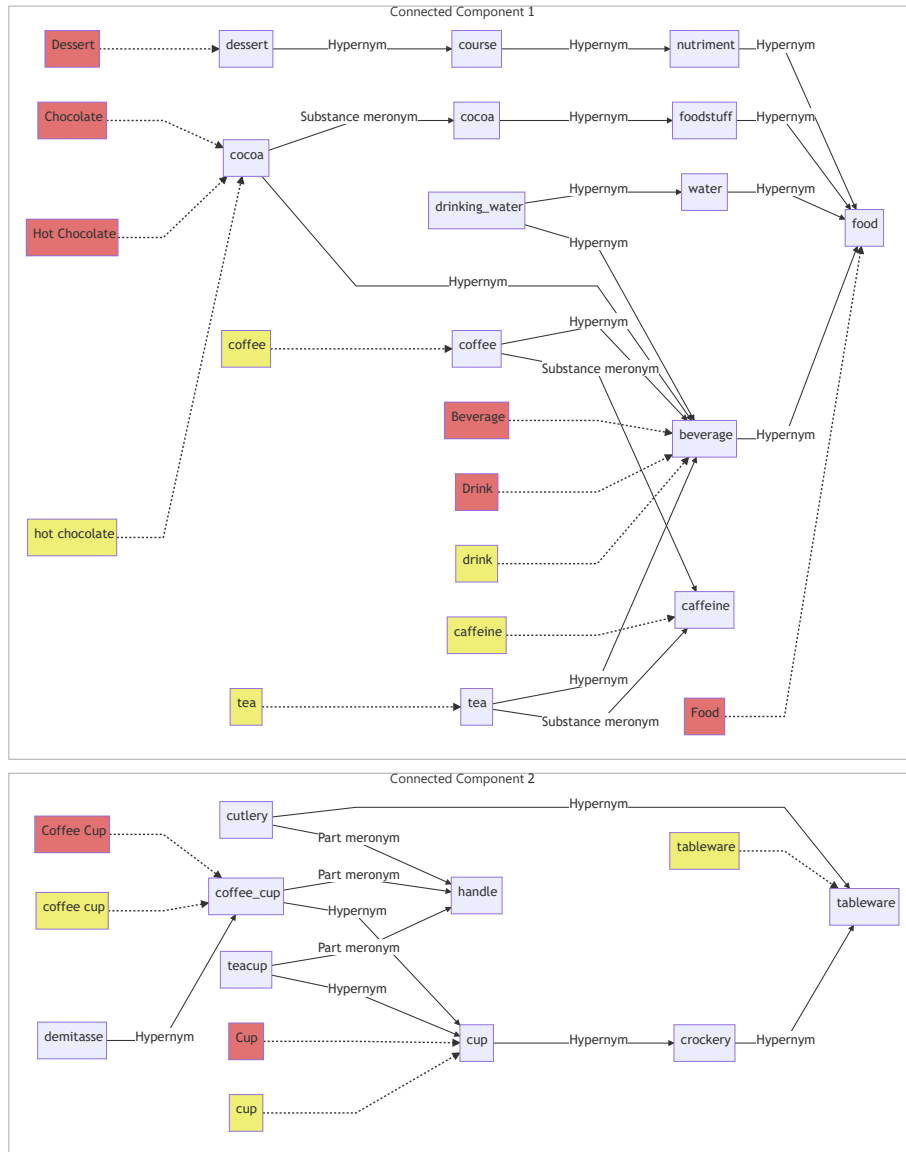 Connected Component 1
Dessert
dessert
Hypernym
course
Hypernym
nutriment
Hypernym
Chocolate
Substance meronym
cocoa
Hypernym
foodstuff
Hypernym
cocoa
drinking_water
Hypernym
water
Hypernym
Hot Chocolate
food
Hypernym
Hypernym
coffee
coffee
Hypernym
Substance meronym
Beverage
beverage
Hypernym
Drink
hot chocolate
drink
caffeine
caffeine
Hypernym
tea
tea
Substance meronym
Food
Connected Component 2
cutlery
Hypernym
Coffee Cup
Part meronym
tableware
coffee_cup
Part meronym
handle
coffee cup
Hypernym
tableware
teacup
Part meronym
Hypernym
demitasse
Hypernym
Cup
cup
Hypernym
crockery
Hypernym
cup